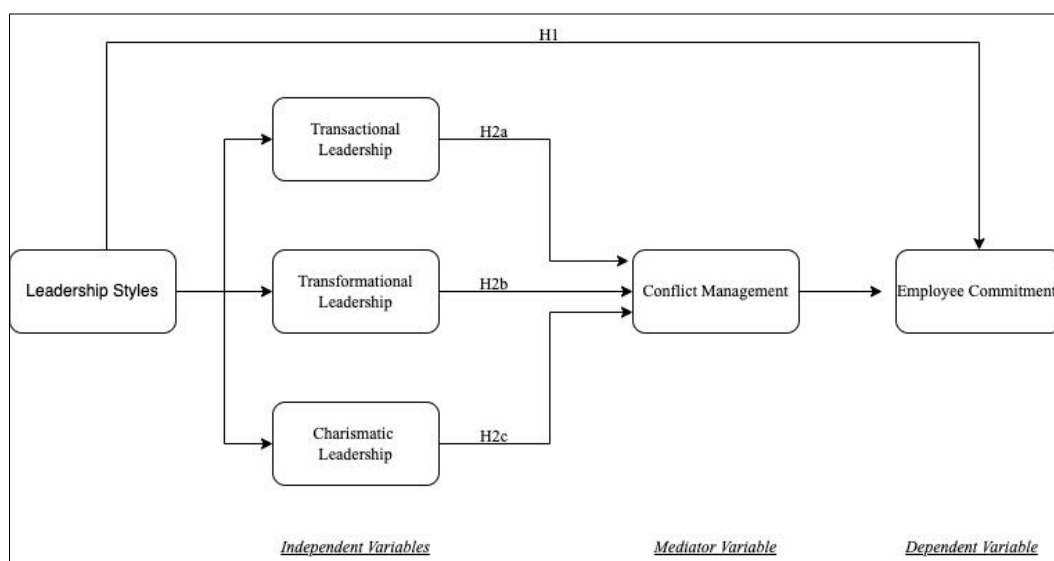 H1
Transactional
Leadership
H2a
Leadership Styles
Transformational
Leadership
H2b
Conflict Management
Employee Commitment
Charismatic
Leadership
H2c
Independent Variables
Mediator Variable
Dependent Variable